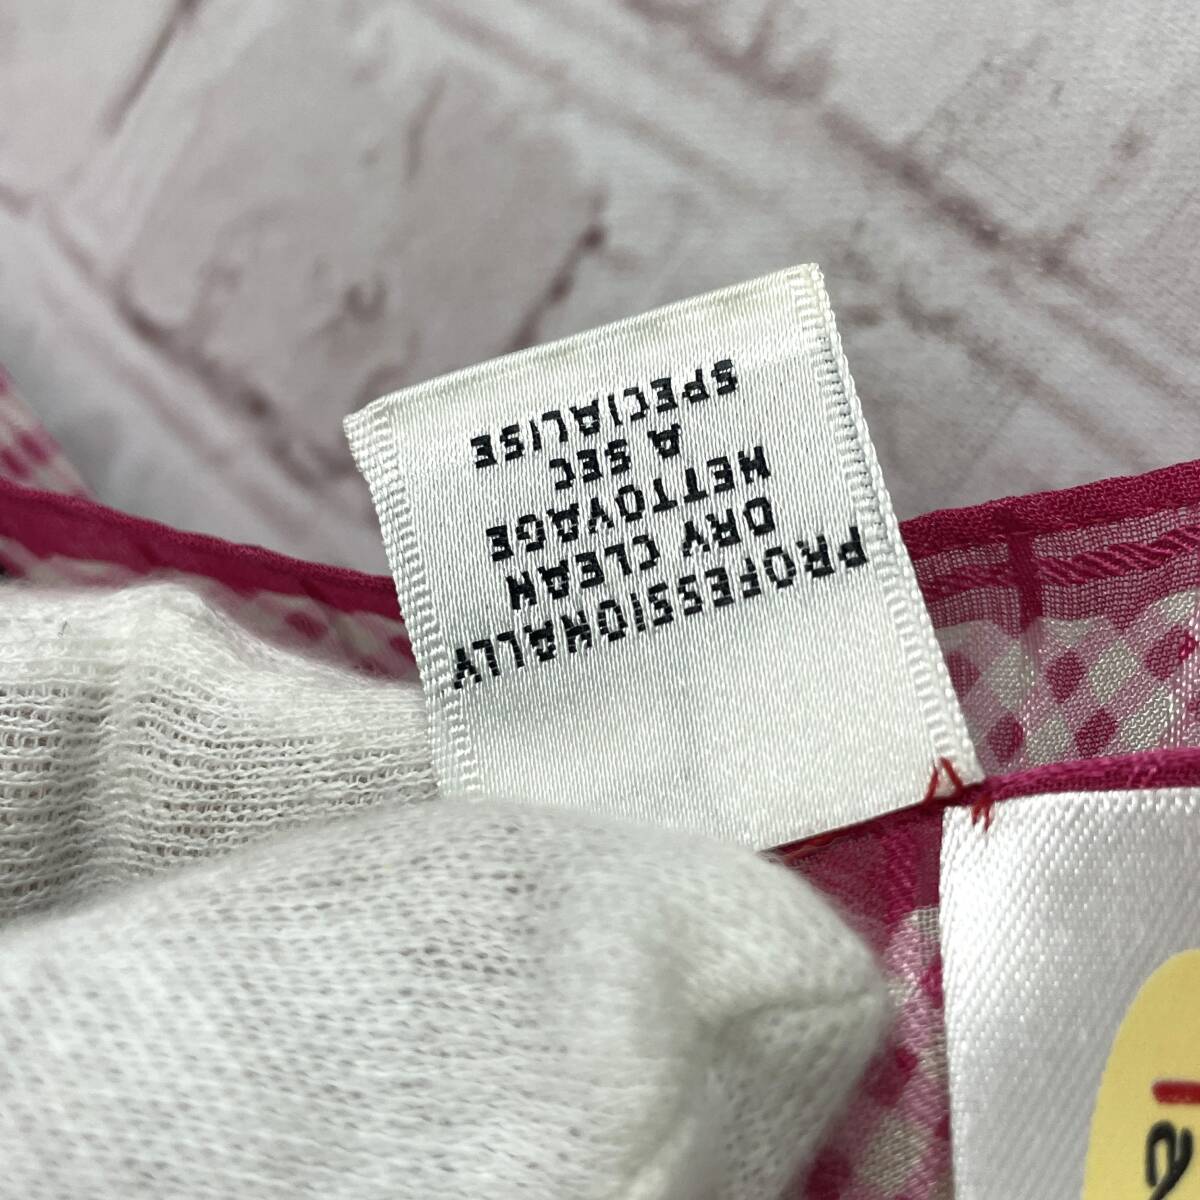 PROFESSIONALLY
DRY CLEAN
NETTOYAGE
A SEC
SPECIALISE